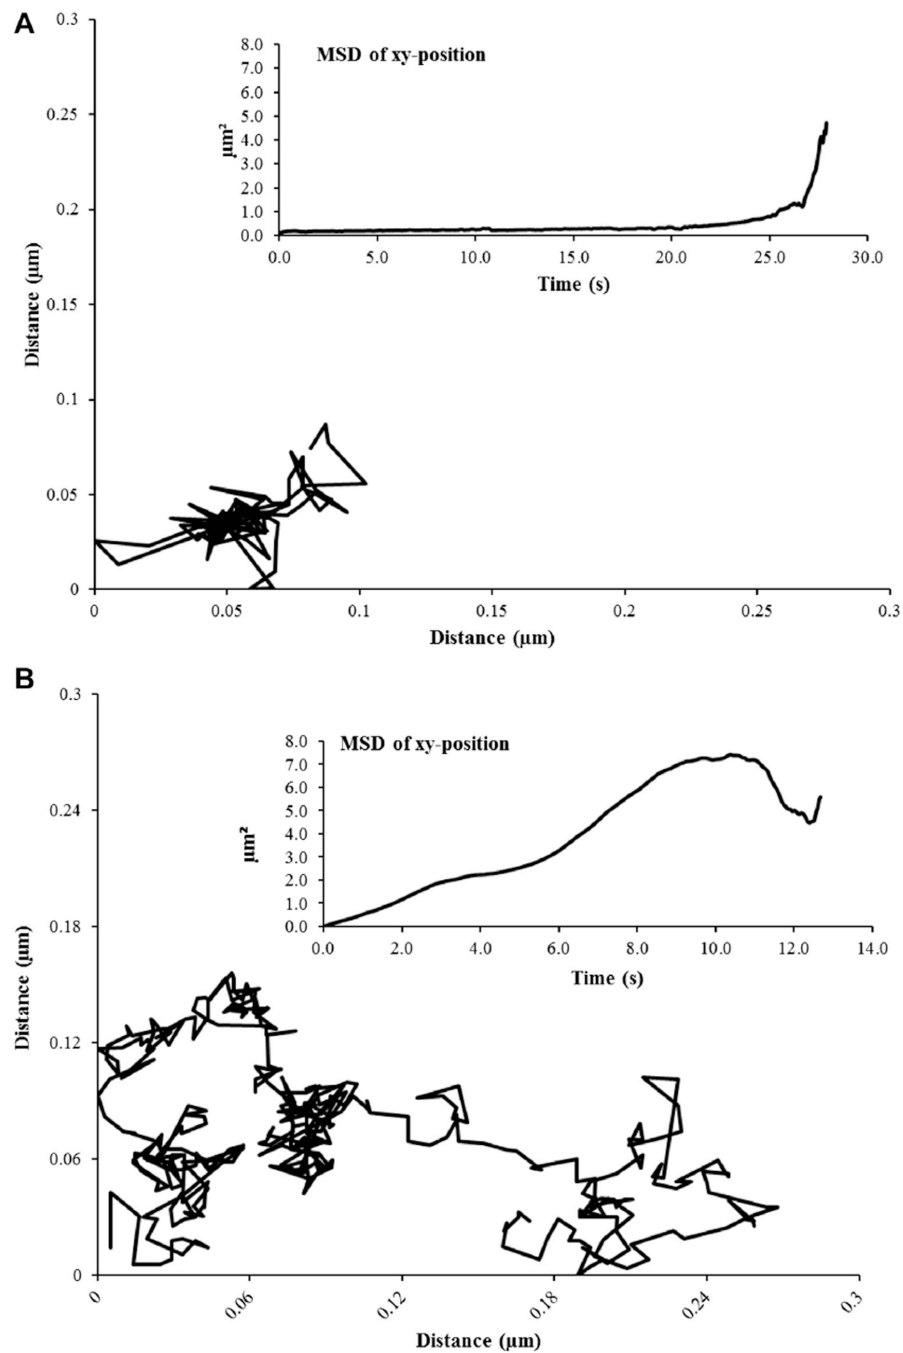 A
0.3
0.25
0.2
0.15
0.1
0.05
0
Distance (µm)
MSD of xy-position
8.0
7.0
6.0
5.0
4.0
3.0
2.0
1.0
0.0
µm²
0.0 5.0 10.0 15.0 20.0 25.0 30.0
Time (s)
0 0.05 0.1 0.15 0.2 0.25 0.3
Distance (µm)
B
0.3
0.24
0.18
0.12
0.06
0
Distance (µm)
MSD of xy-position
8.0
7.0
6.0
5.0
4.0
3.0
2.0
1.0
0.0
µm²
0.0 2.0 4.0 6.0 8.0 10.0 12.0 14.0
Time (s)
0 0.06 0.12 0.18 0.24 0.3
Distance (µm)